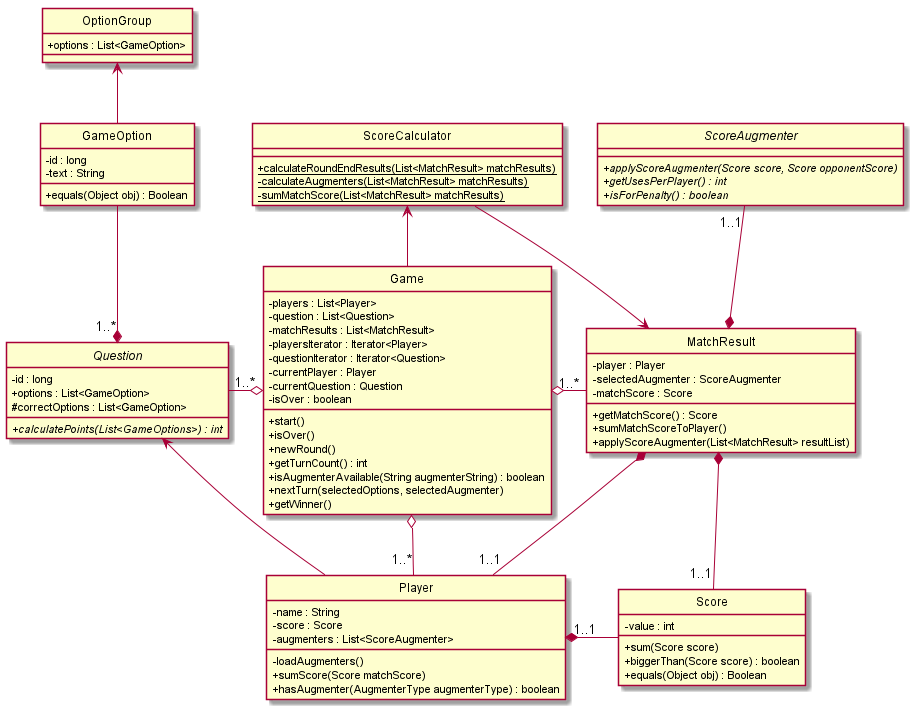 OptionGroup
+options : List<GameOption>
GameOption
-id : long
-text : String
+equals(Object obj) : Boolean
ScoreCalculator
+calculateRoundEndResults(List<MatchResult> matchResults)
-calculateAugmenters(List<MatchResult> matchResults)
-sumMatchScore(List<MatchResult> matchResults)
ScoreAugmenter
+applyScoreAugmenter(Score score, Score opponentScore)
+getUsesPerPlayer() : int
+isForPenalty() : boolean
1..1
Game
-players : List<Player>
-question : List<Question>
-matchResults : List<MatchResult>
-playersIterator : Iterator<Player>
-questionIterator : Iterator<Question>
-currentPlayer : Player
-currentQuestion : Question
-isOver : boolean
+start()
+isOver()
+newRound()
+getTurnCount() : int
+isAugmenterAvailable(String augmenterString) : boolean
+nextTurn(selectedOptions, selectedAugmenter)
+getWinner()
1..*
Question
-id : long
+options : List<GameOption>
#correctOptions : List<GameOption>
+calculatePoints(List<GameOptions>) : int
1..*
1..*
MatchResult
-player : Player
-selectedAugmenter : ScoreAugmenter
-matchScore : Score
+getMatchScore() : Score
+sumMatchScoreToPlayer()
+applyScoreAugmenter(List<MatchResult> resultList)
1..*
1..1
1..1
Player
-name : String
-score : Score
-augmenters : List<ScoreAugmenter>
-loadAugmenters()
+sumScore(Score matchScore)
+hasAugmenter(AugmenterType augmenterType) : boolean
1..1
Score
-value : int
+sum(Score score)
+biggerThan(Score score) : boolean
+equals(Object obj) : Boolean